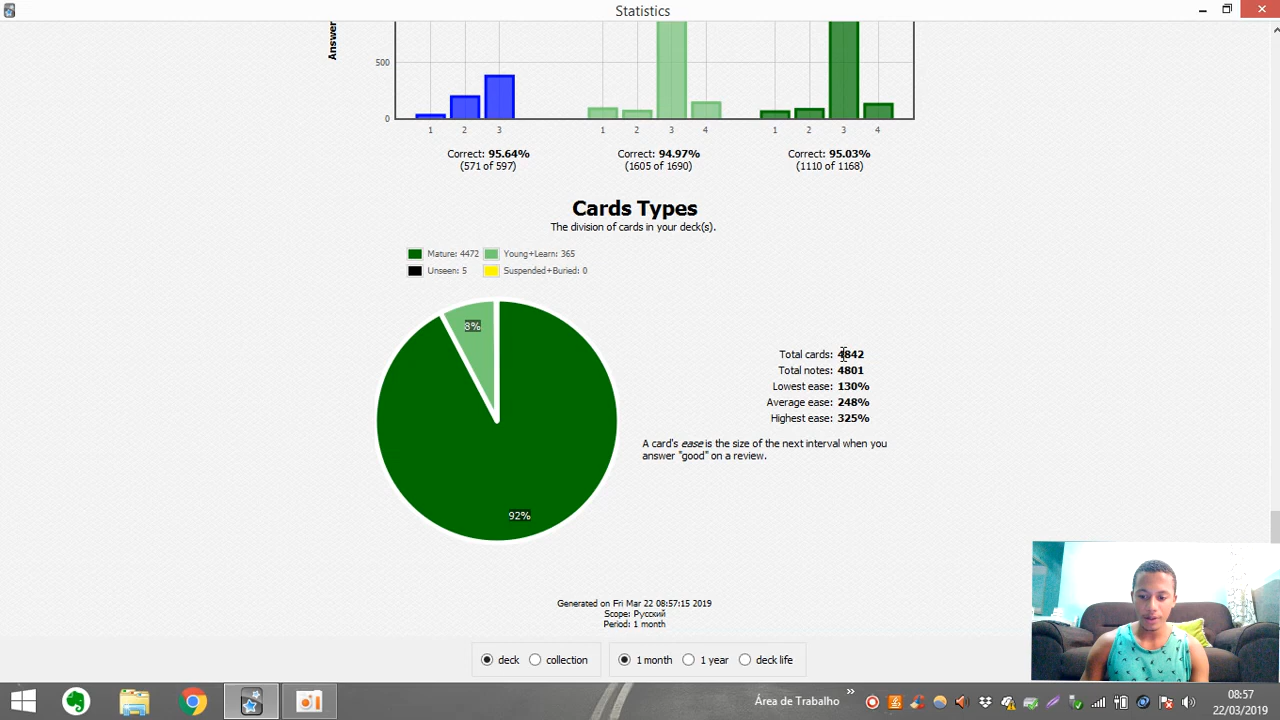 Statistics
Answer
500
0
1 2 3 1 2 3 4 1 2 3 4
Correct: 95.64% Correct: 94.97% Correct: 95.03%
(571 of 597) (1605 of 1690) (1110 of 1168)
Cards Types
The division of cards in your deck(s).
Mature: 4472 Young+Learn: 365
Unseen: 5 Suspended+Buried: 0
8%
92%
Total cards: 4842
Total notes: 4801
Lowest ease: 130%
Average ease: 248%
Highest ease: 325%
A card's ease is the size of the next interval when you
answer "good" on a review.
Generated on Fri Mar 22 08:57:15 2019
Scope: Русский
Period: 1 month
deck collection 1 month 1 year deck life
Área de Trabalho
08:57
22/03/2019